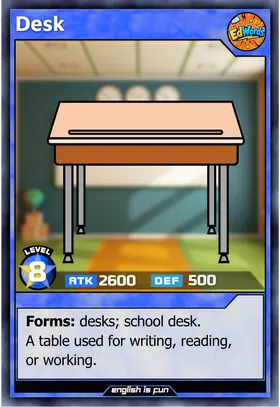 Desk
EdWords
LEVEL
8
ATK 2600 DEF 500
Forms: desks; school desk.
A table used for writing, reading,
or working.
english is fun